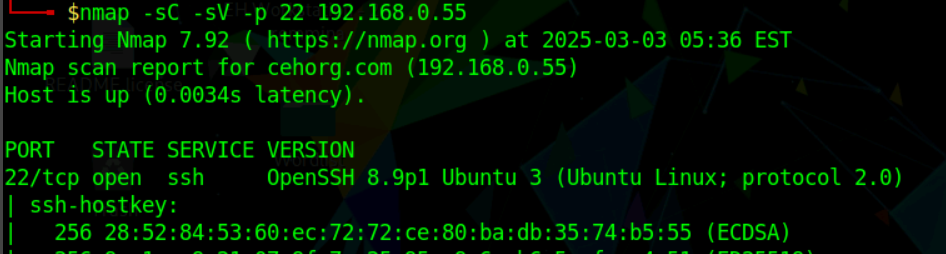 $nmap -sC -sV -p 22 192.168.0.55
Starting Nmap 7.92 ( https://nmap.org ) at 2025-03-03 05:36 EST
Nmap scan report for cehorg.com (192.168.0.55)
Host is up (0.0034s latency).
PORT   STATE SERVICE VERSION
22/tcp open  ssh     OpenSSH 8.9p1 Ubuntu 3 (Ubuntu Linux; protocol 2.0)
| ssh-hostkey:
|   256 28:52:84:53:60:ec:72:72:ce:80:ba:db:35:74:b5:55 (ECDSA)